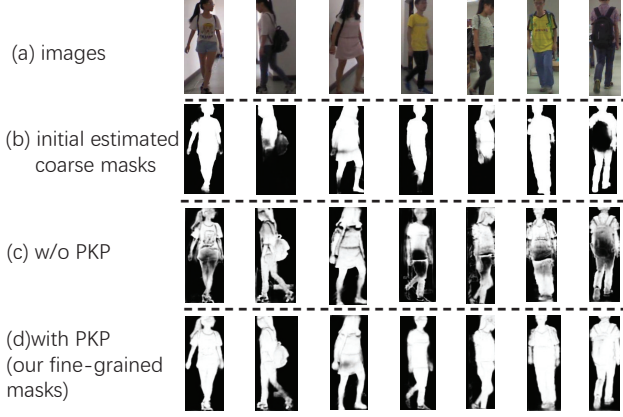 (a) images
(b) initial estimated
coarse masks
(c) w/o PKP
(d)with PKP
(our fine-grained
masks)